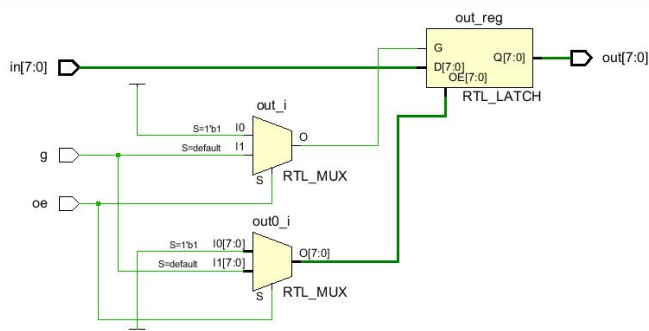 out_reg
G
D[7:0]
Q[7:0]
OE[7:0]
RTL_LATCH
in[7:0]
out[7:0]
out_i
S=1'b1 I0
S=default I1
O
S
RTL_MUX
g
oe
out0_i
S=1'b1 I0[7:0]
S=default I1[7:0]
O[7:0]
S
RTL_MUX